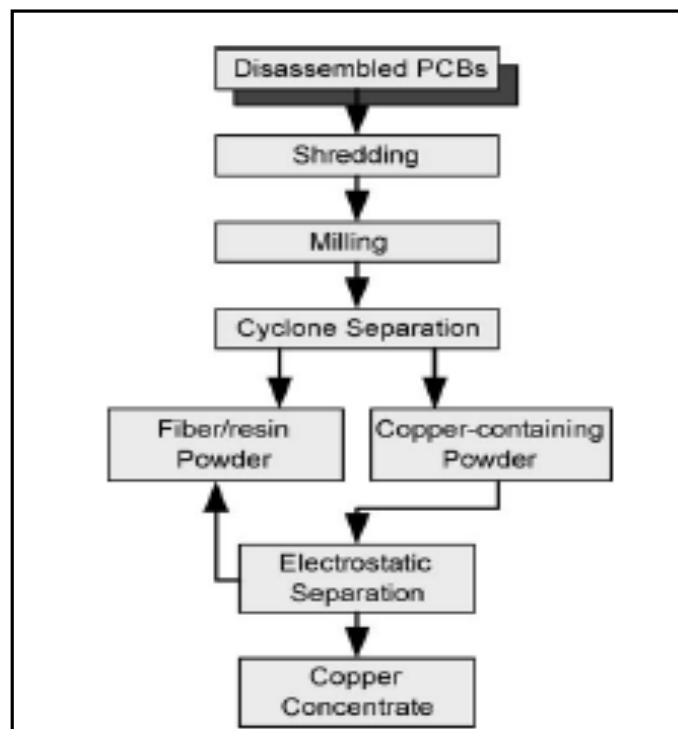 Disassembled PCBs
Shredding
Milling
Cyclone Separation
Fiber/resin
Powder
Copper-containing
Powder
Electrostatic
Separation
Copper
Concentrate